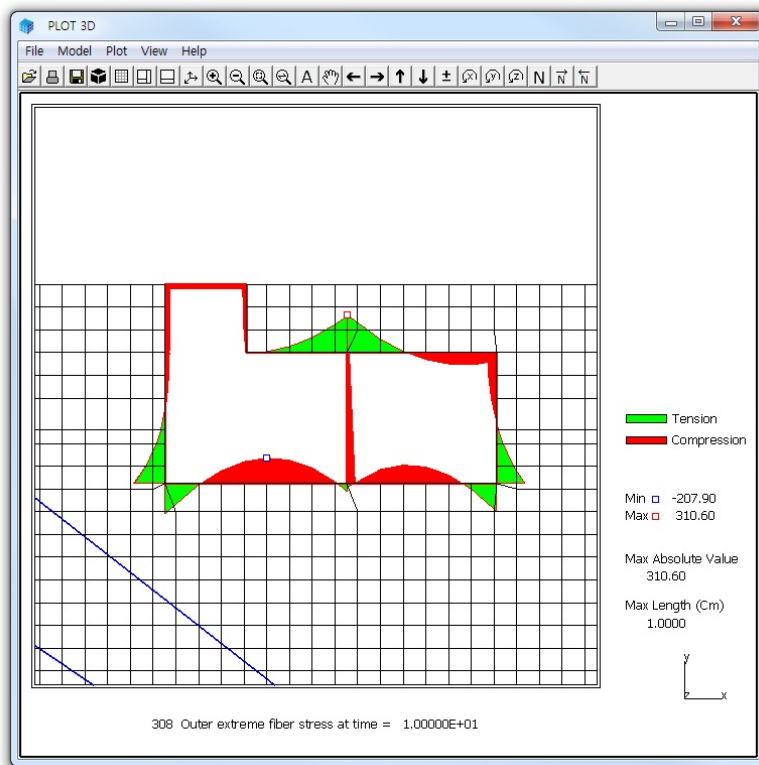 PLOT 3D
File Model Plot View Help
A N N N
Tension
Compression
Min -207.90
Max 310.60
Max Absolute Value
310.60
Max Length (Cm)
1.0000
y
z x
308 Outer extreme fiber stress at time = 1.00000E+01